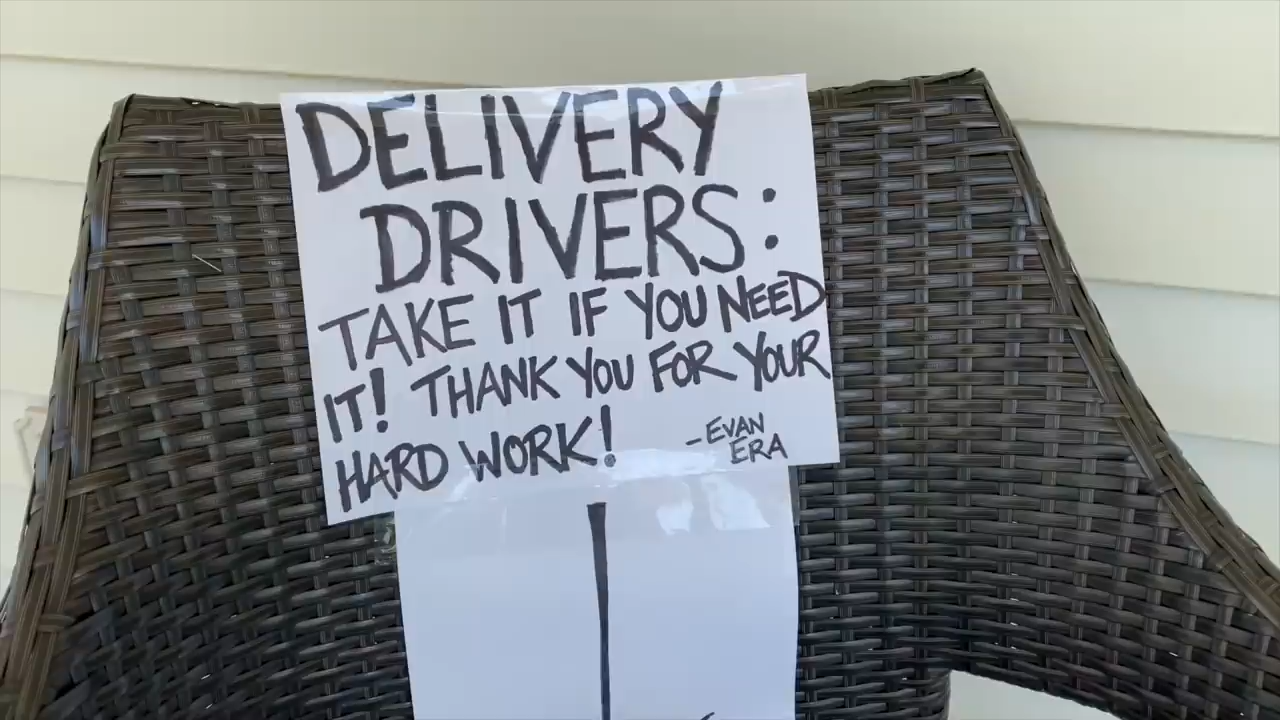 DELIVERY
DRIVERS:
TAKE IT IF YOU NEED
IT! THANK YOU FOR YOUR
HARD WORK!
-EVAN
ERA